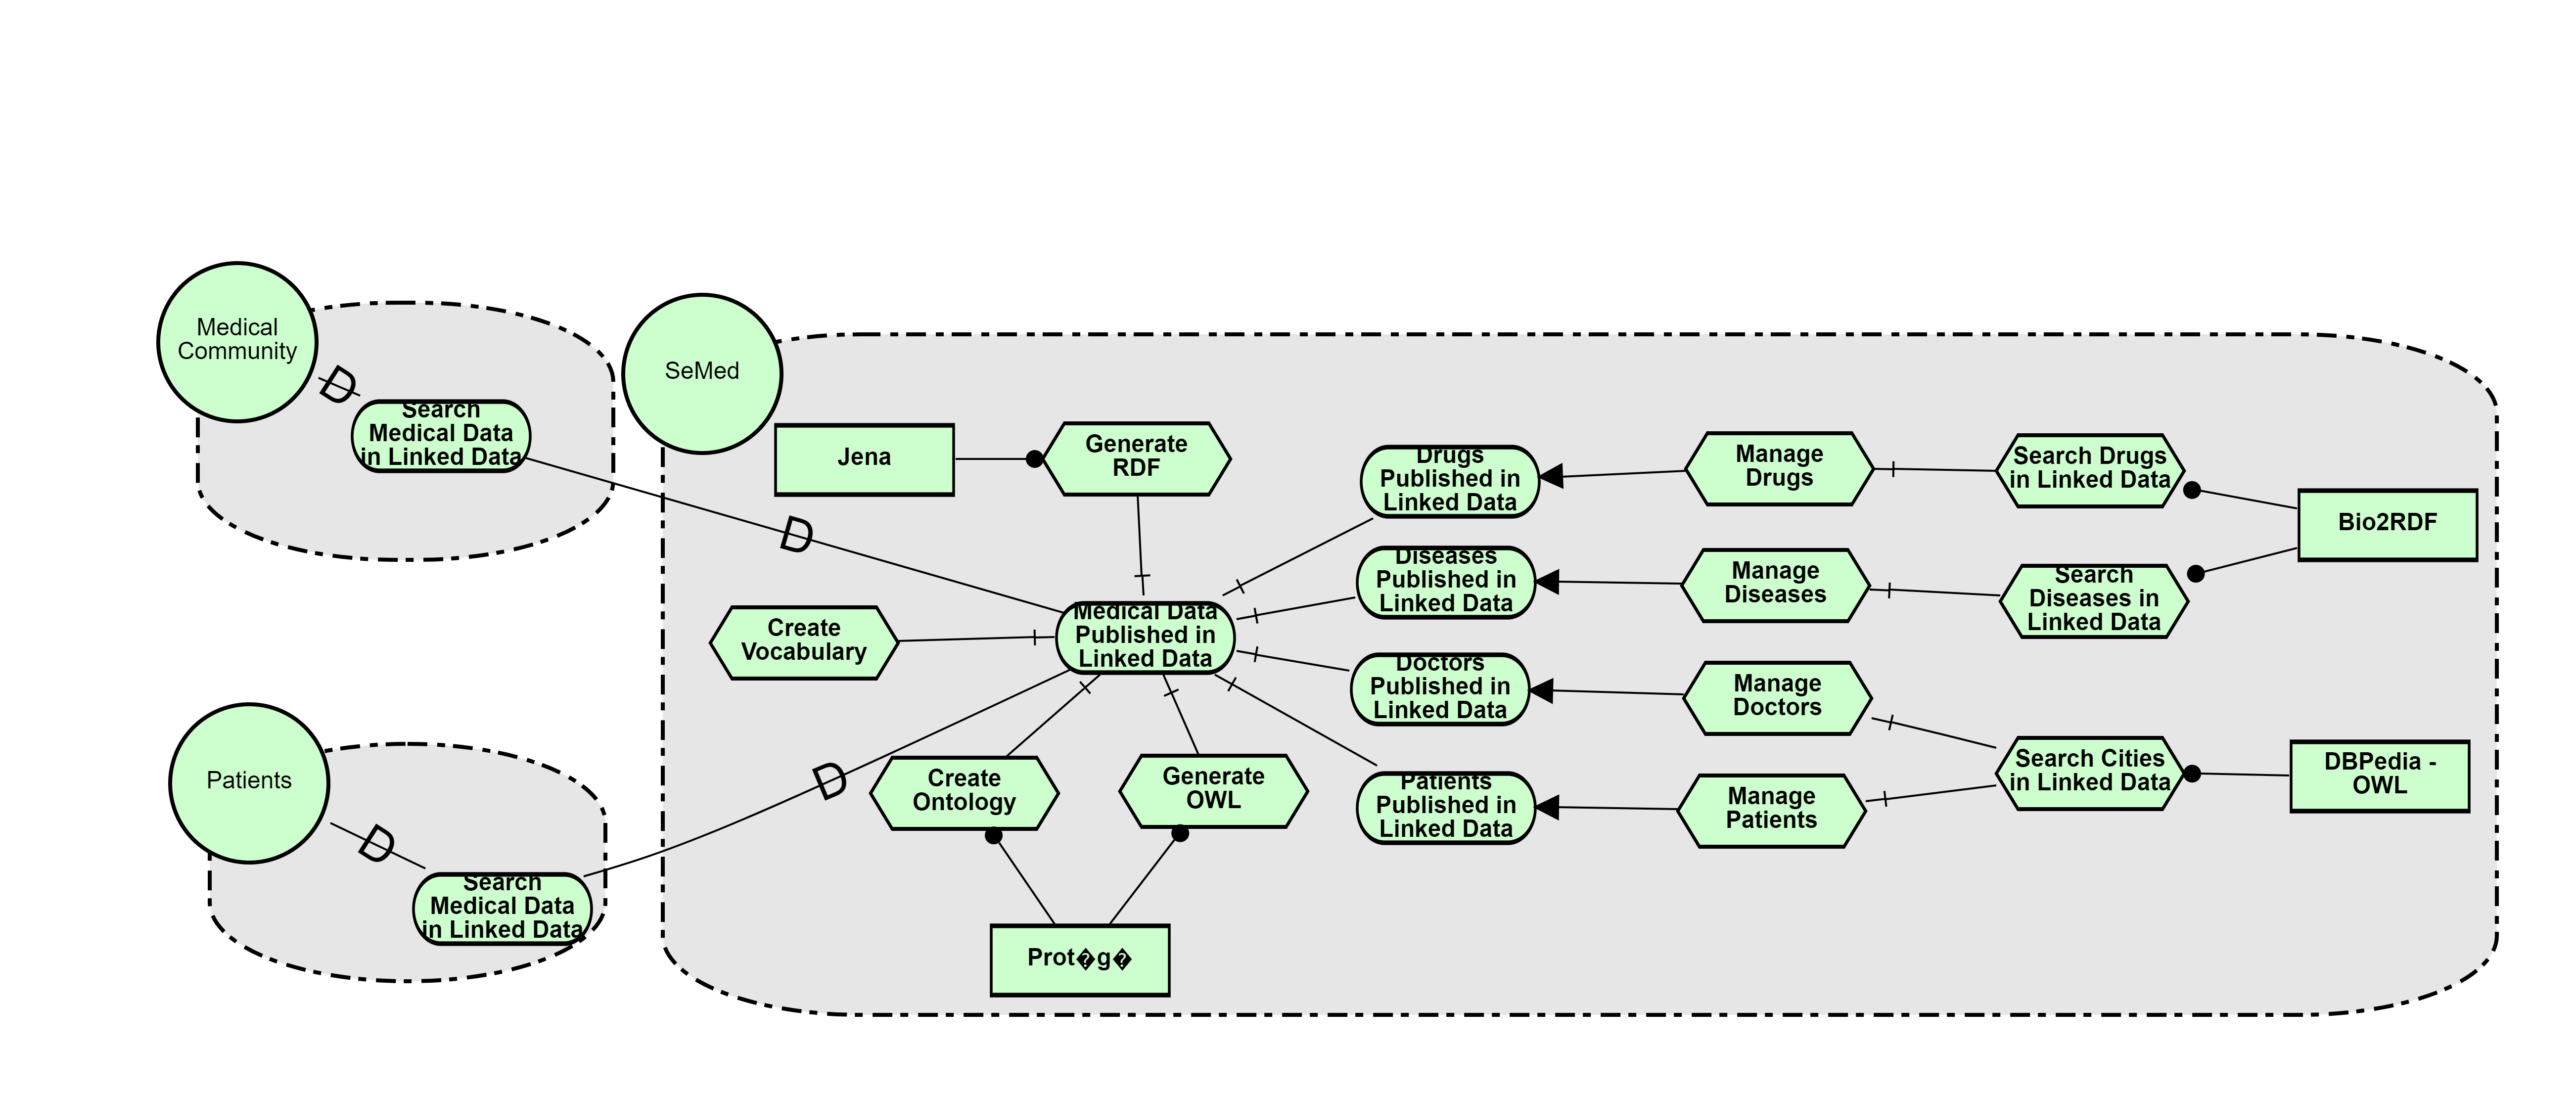 Medical
Community
D
Search
Medical Data
in Linked Data
SeMed
Jena
Generate
RDF
D
Create
Vocabulary
Medical Data
Published in
Linked Data
Drugs
Published in
Linked Data
Manage
Drugs
Search Drugs
in Linked Data
Bio2RDF
Diseases
Published in
Linked Data
Manage
Diseases
Search
Diseases in
Linked Data
Doctors
Published in
Linked Data
Manage
Doctors
Search Cities
in Linked Data
DBPedia -
OWL
Patients
Published in
Linked Data
Manage
Patients
Patients
D
Search
Medical Data
in Linked Data
D
Create
Ontology
Generate
OWL
Prot�g�